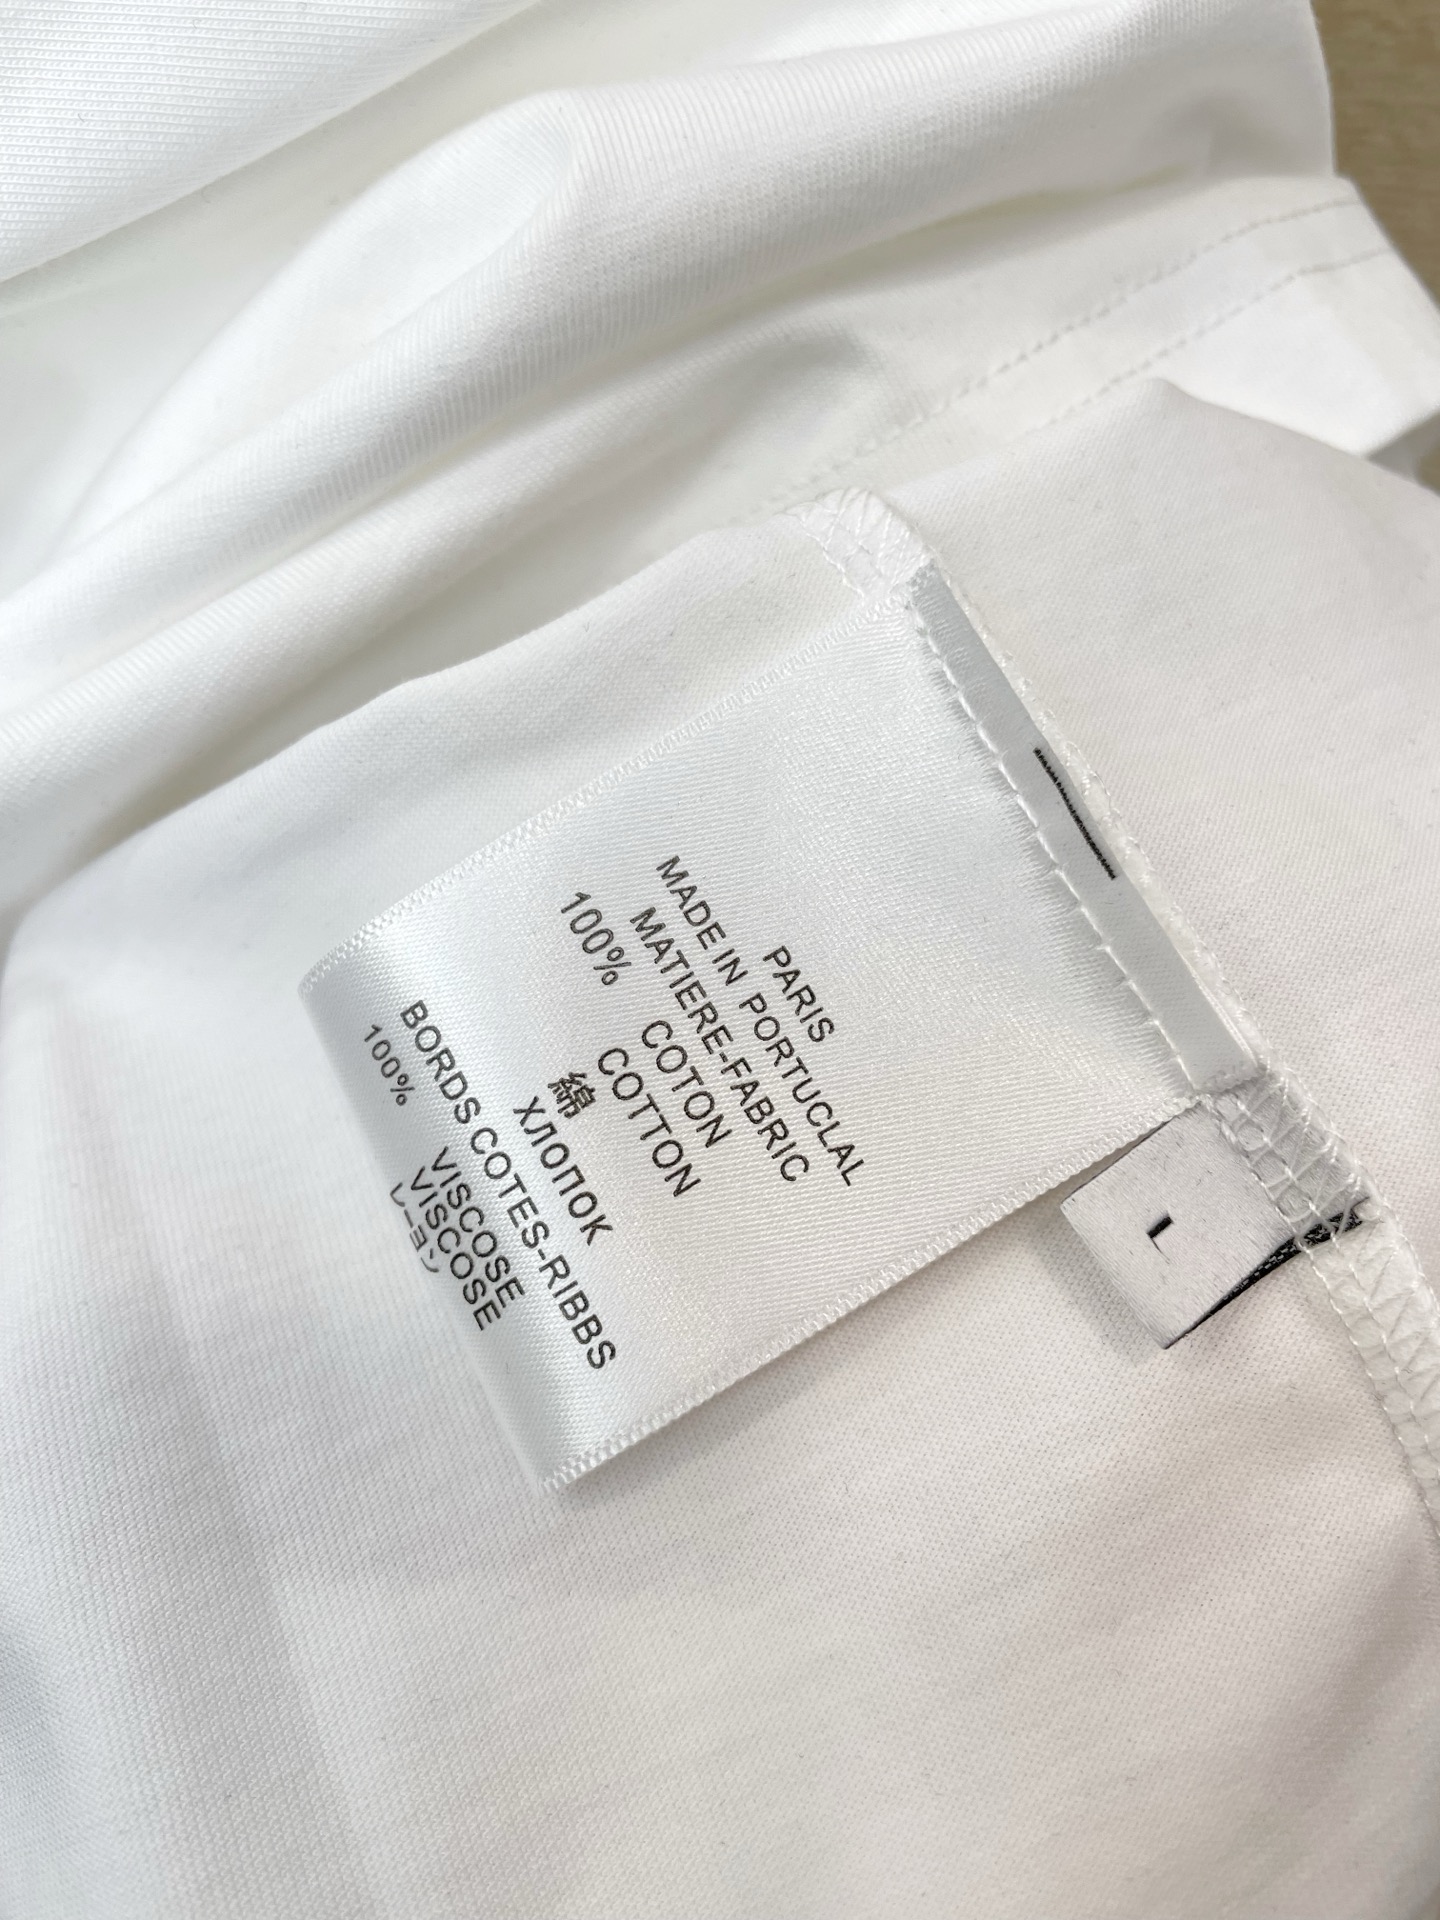 PARIS
MADE IN PORTUCLAL
MATIERE-FABRIC
100% COTON
COTTON
綿
ХЛОПОК
BORDS COTES-RIBBS
100% VISCOSE
VISCOSE
レーヨン
L